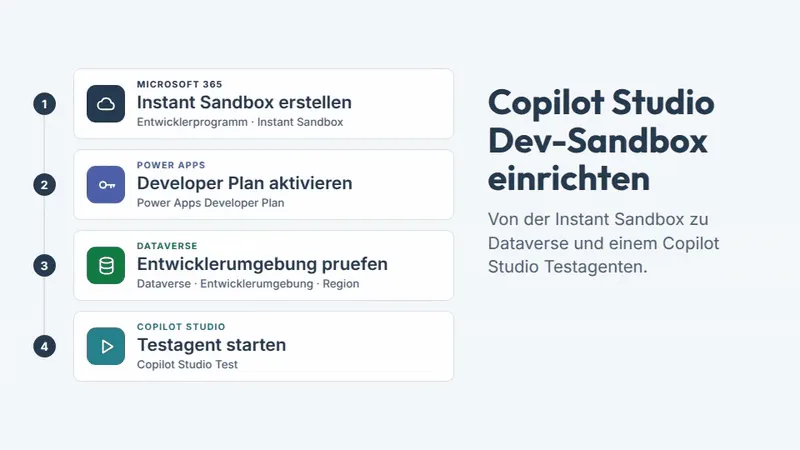 1
MICROSOFT 365
Instant Sandbox erstellen
Entwicklerprogramm · Instant Sandbox
2
POWER APPS
Developer Plan aktivieren
Power Apps Developer Plan
3
DATAVERSE
Entwicklerumgebung pruefen
Dataverse · Entwicklerumgebung · Region
4
COPILOT STUDIO
Testagent starten
Copilot Studio Test
Copilot Studio
Dev-Sandbox
einrichten
Von der Instant Sandbox zu
Dataverse und einem Copilot
Studio Testagenten.